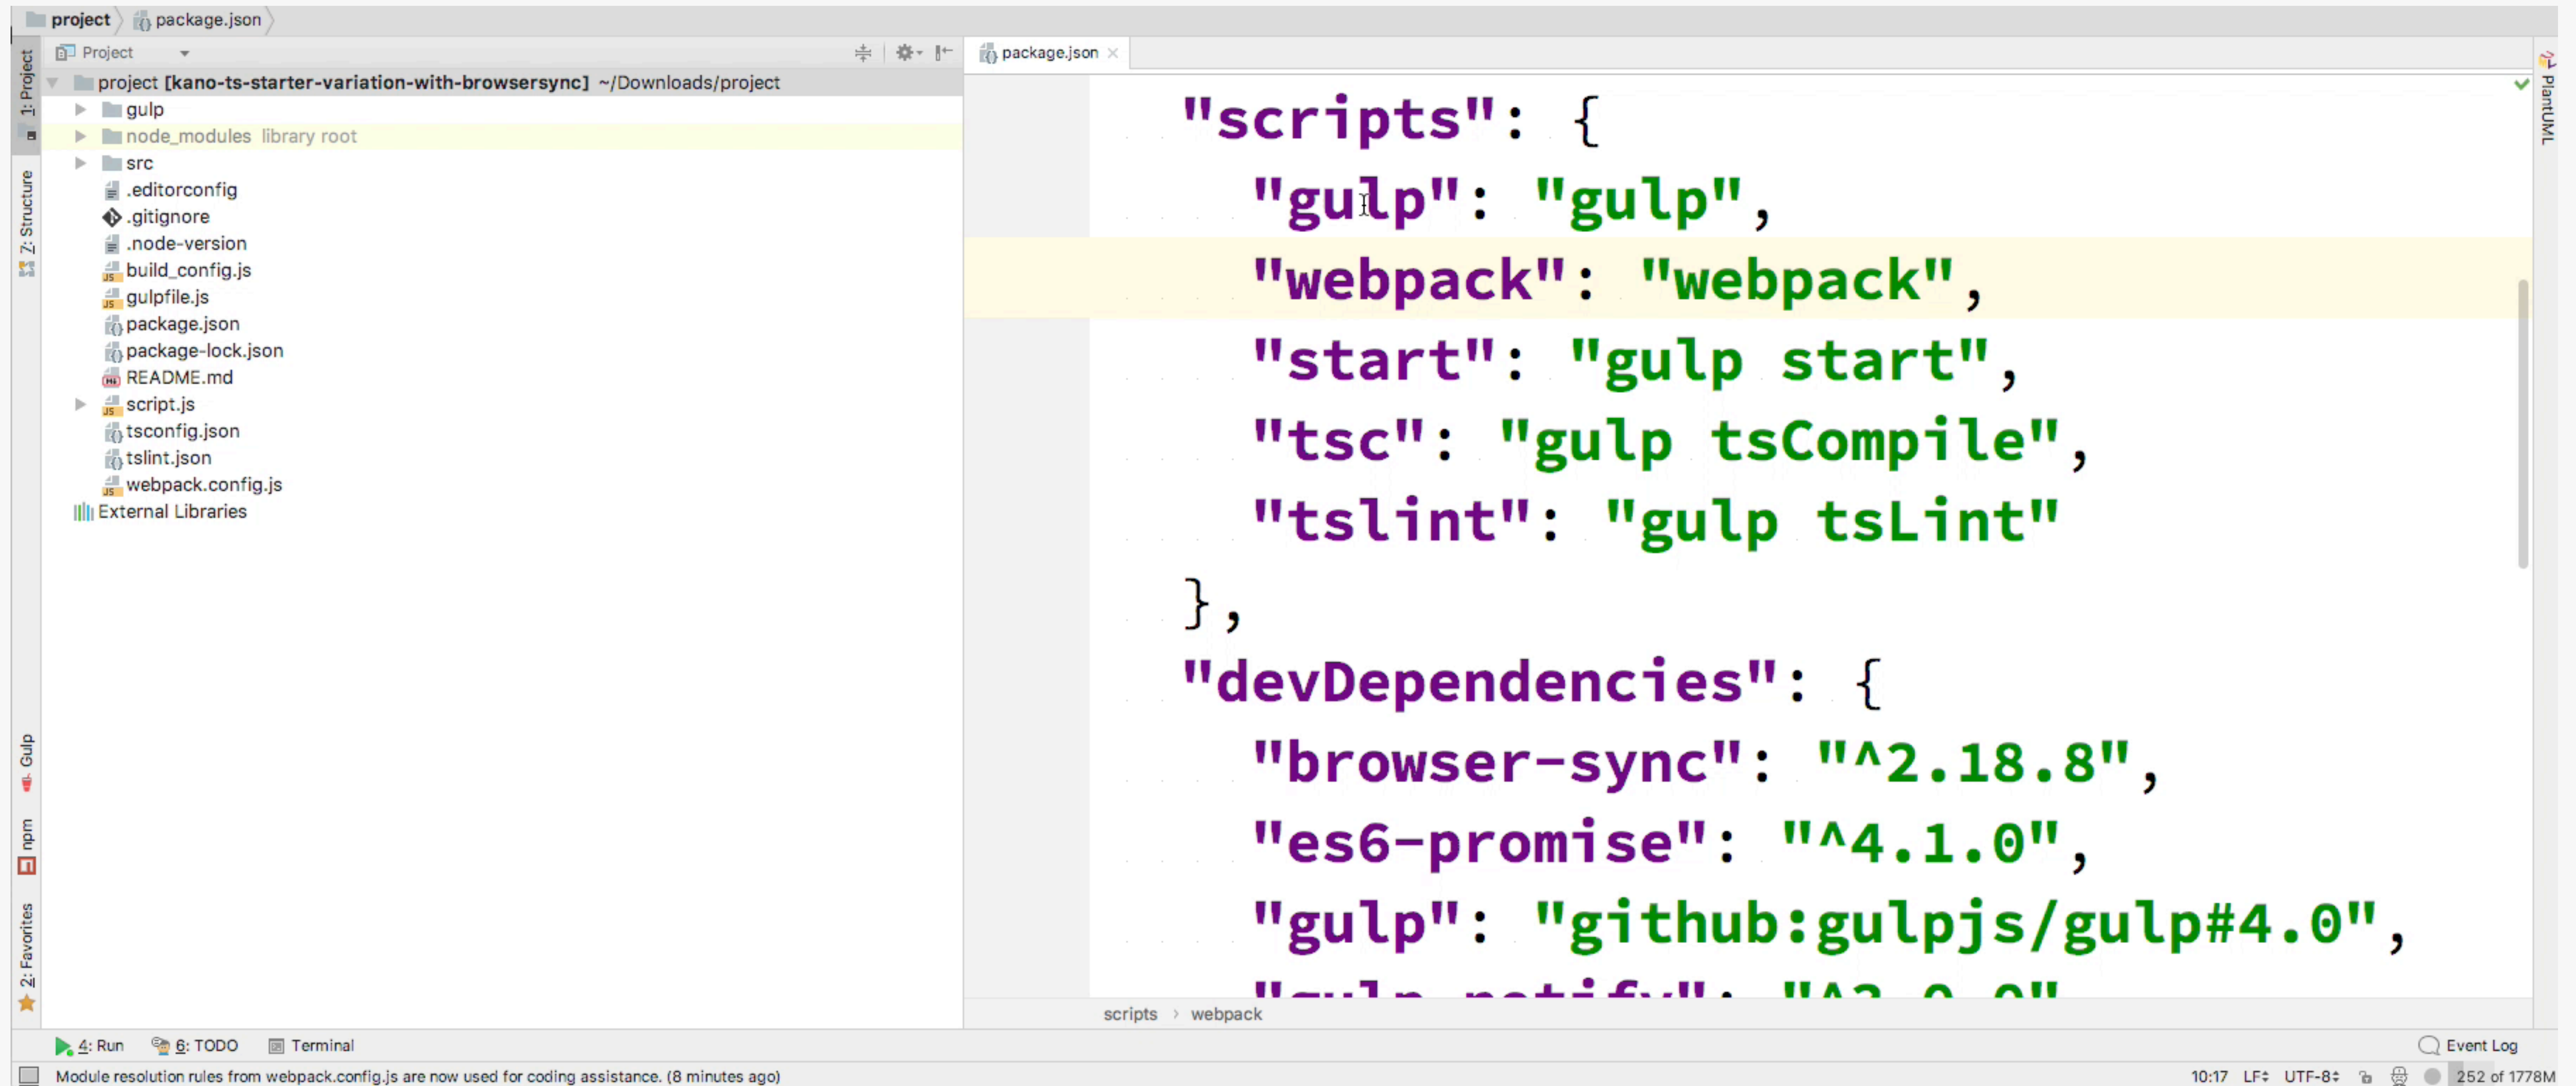 project
package.json
Project
package.json
1: Project
project [kano-ts-starter-variation-with-browsersync] ~/Downloads/project
gulp
node_modules library root
src
.editorconfig
.gitignore
.node-version
build_config.js
gulpfile.js
package.json
package-lock.json
README.md
script.js
tsconfig.json
tslint.json
webpack.config.js
External Libraries
7: Structure
Gulp
npm
2: Favorites
"scripts": {
"gulp": "gulp",
"webpack": "webpack",
"start": "gulp start",
"tsc": "gulp tsCompile",
"tslint": "gulp tsLint"
},
"devDependencies": {
"browser-sync": "^2.18.8",
"es6-promise": "^4.1.0",
"gulp": "github:gulpjs/gulp#4.0",
PlantUML
scripts › webpack
4: Run
6: TODO
Terminal
Event Log
Module resolution rules from webpack.config.js are now used for coding assistance. (8 minutes ago)
10:17 LF UTF-8 252 of 1778M